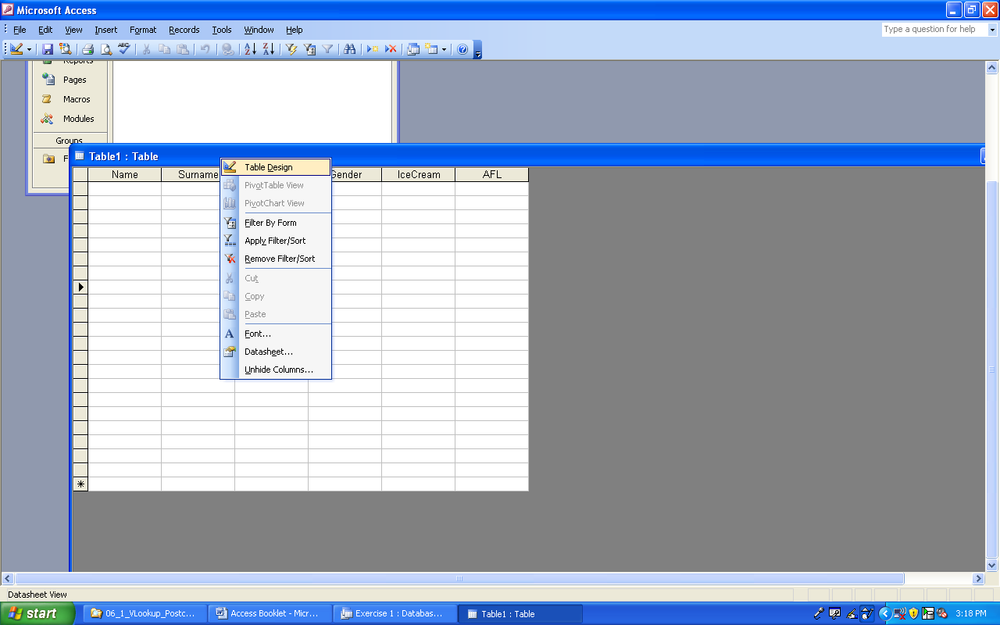 Microsoft Access
File Edit View Insert Format Records Tools Window Help
Type a question for help
Reports
Pages
Macros
Modules
Groups
F
Table1 : Table
Name Surname Gender IceCream AFL
Table Design
PivotTable View
PivotChart View
Filter By Form
Apply Filter/Sort
Remove Filter/Sort
Cut
Copy
Paste
Font...
Datasheet...
Unhide Columns...
Datasheet View
start 06_1_VLookup_Postc... Access Booklet - Micr... Exercise 1 : Databas... Table1 : Table 3:18 PM